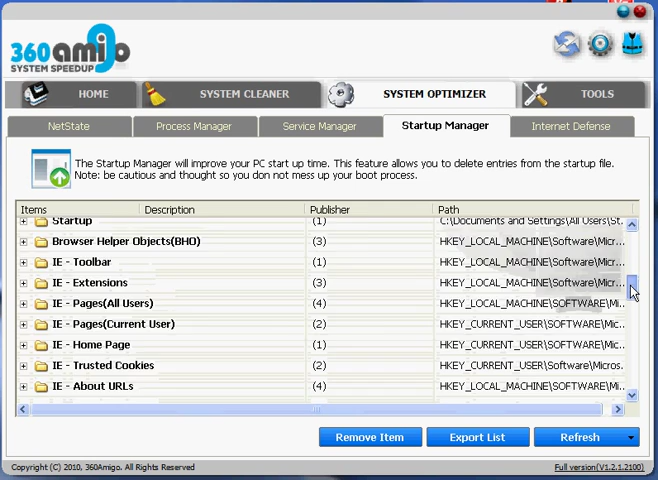 360amigo
SYSTEM SPEEDUP
HOME SYSTEM CLEANER SYSTEM OPTIMIZER TOOLS
NetState Process Manager Service Manager Startup Manager Internet Defense
The Startup Manager will improve your PC start up time. This feature allows you to delete entries from the startup file.
Note: be cautious and thought so you don not mess up your boot process.
Items Description Publisher Path
Startup (1) C:\Documents and Settings\All Users\St...
Browser Helper Objects(BHO) (3) HKEY_LOCAL_MACHINE\Software\Micr...
IE - Toolbar (1) HKEY_LOCAL_MACHINE\Software\Micr...
IE - Extensions (3) HKEY_LOCAL_MACHINE\Software\Micr...
IE - Pages(All Users) (4) HKEY_LOCAL_MACHINE\SOFTWARE\Mi...
IE - Pages(Current User) (2) HKEY_CURRENT_USER\SOFTWARE\Mi...
IE - Home Page (1) HKEY_CURRENT_USER\SOFTWARE\Mi...
IE - Trusted Cookies (2) HKEY_CURRENT_USER\Software\Micros...
IE - About URLs (4) HKEY_LOCAL_MACHINE\SOFTWARE\Mi...
Remove Item Export List Refresh
Copyright (C) 2010, 360Amigo. All Rights Reserved Full version(V1.2.1.2100)